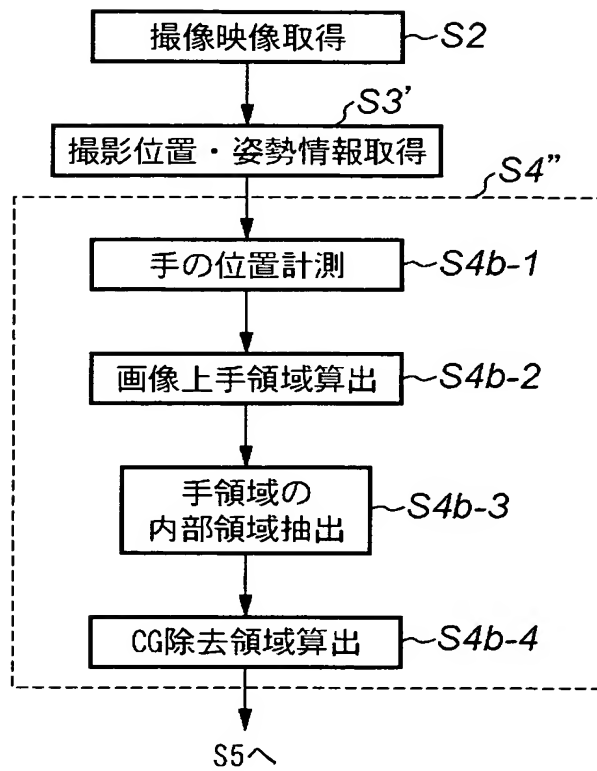 撮像映像取得
S2
S3’
撮影位置・姿勢情報取得
S4”
手の位置計測
S4b-1
画像上手領域算出
S4b-2
手領域の
内部領域抽出
S4b-3
CG除去領域算出
S4b-4
S5へ